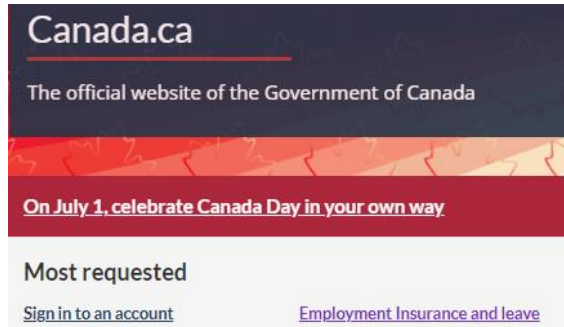 Canada.ca
The official website of the Government of Canada
On July 1, celebrate Canada Day in your own way
Most requested
Sign in to an account Employment Insurance and leave